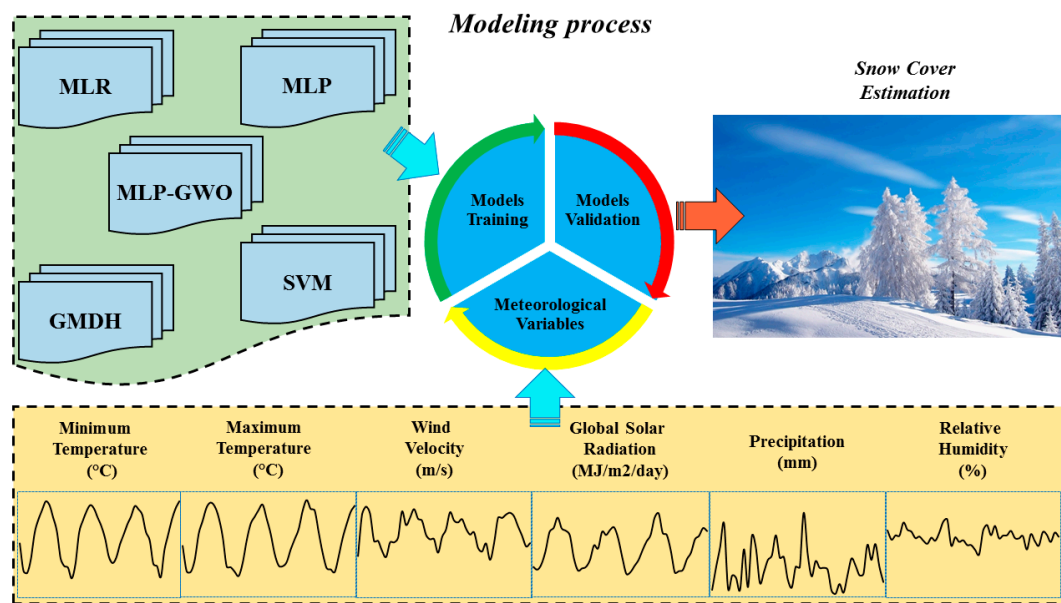 Modeling process
MLR
MLP
MLP-GWO
GMDH
SVM
Models
Training
Models
Validation
Meteorological
Variables
Snow Cover
Estimation
Minimum
Temperature
(°C)
Maximum
Temperature
(°C)
Wind
Velocity
(m/s)
Global Solar
Radiation
(MJ/m2/day)
Precipitation
(mm)
Relative
Humidity
(%)